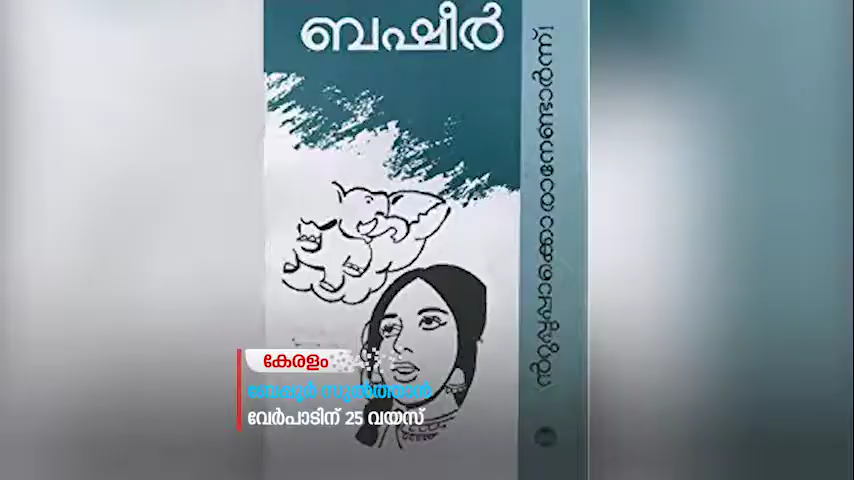 ബഷീർ
ന്റുപ്പുപ്പാക്കൊരാനേണ്ടാർന്ന്!
കേരളം
ബേപ്പൂർ സുൽത്താൻ
വേർപാടിന് 25 വയസ്